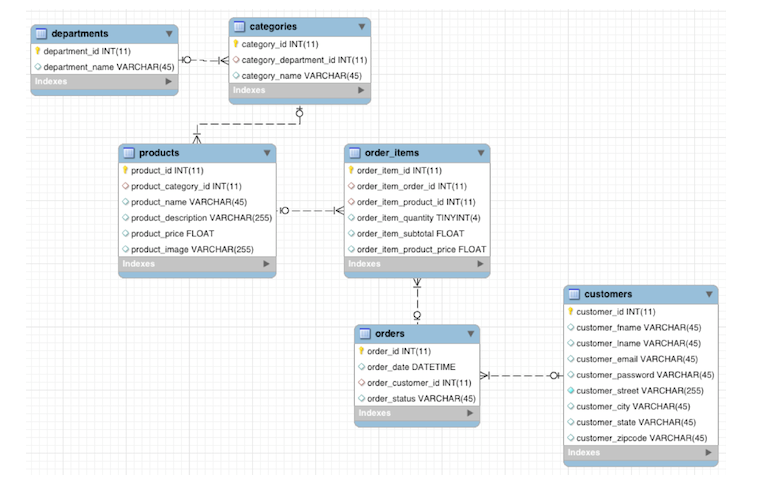 departments
department_id INT(11)
department_name VARCHAR(45)
Indexes
categories
category_id INT(11)
category_department_id INT(11)
category_name VARCHAR(45)
Indexes
products
product_id INT(11)
product_category_id INT(11)
product_name VARCHAR(45)
product_description VARCHAR(255)
product_price FLOAT
product_image VARCHAR(255)
Indexes
order_items
order_item_id INT(11)
order_item_order_id INT(11)
order_item_product_id INT(11)
order_item_quantity TINYINT(4)
order_item_subtotal FLOAT
order_item_product_price FLOAT
Indexes
orders
order_id INT(11)
order_date DATETIME
order_customer_id INT(11)
order_status VARCHAR(45)
Indexes
customers
customer_id INT(11)
customer_fname VARCHAR(45)
customer_lname VARCHAR(45)
customer_email VARCHAR(45)
customer_password VARCHAR(45)
customer_street VARCHAR(255)
customer_city VARCHAR(45)
customer_state VARCHAR(45)
customer_zipcode VARCHAR(45)
Indexes